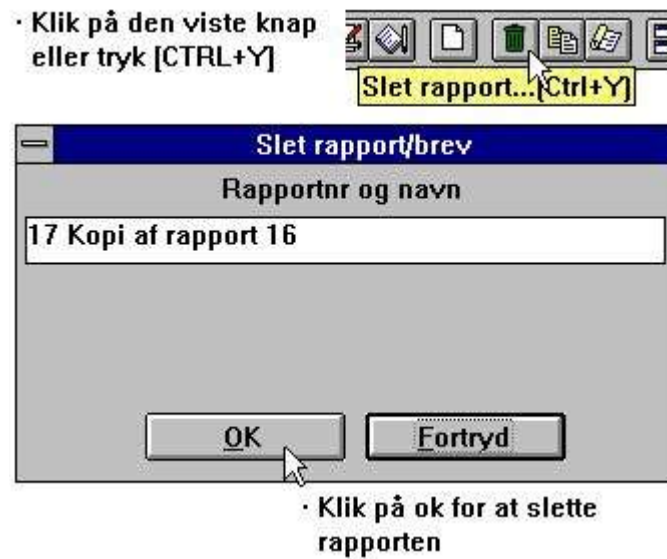 · Klik på den viste knap
eller tryk [CTRL+Y]
Slet rapport...(Ctrl+Y)
Slet rapport/brev
Rapportnr og navn
17 Kopi af rapport 16
OK
Fortryd
· Klik på ok for at slette
rapporten